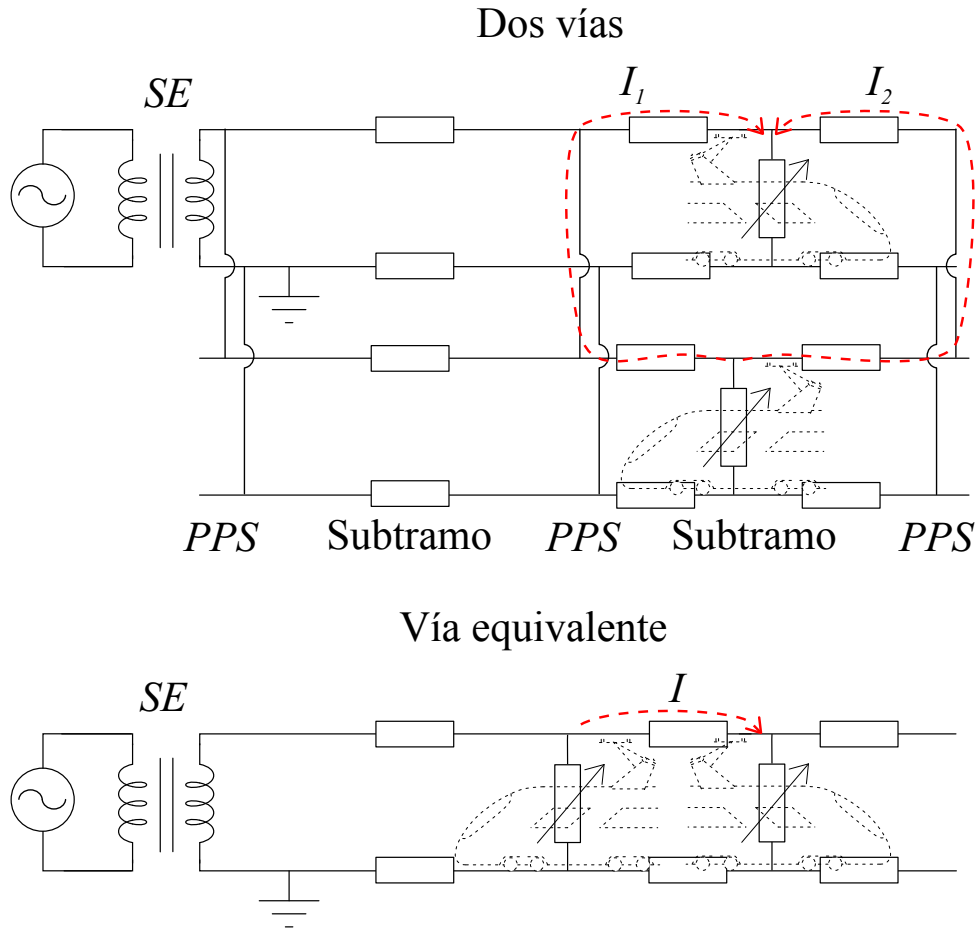 Dos vías
SE
I1
I2
PPS
Subtramo
PPS
Subtramo
PPS
Vía equivalente
SE
I